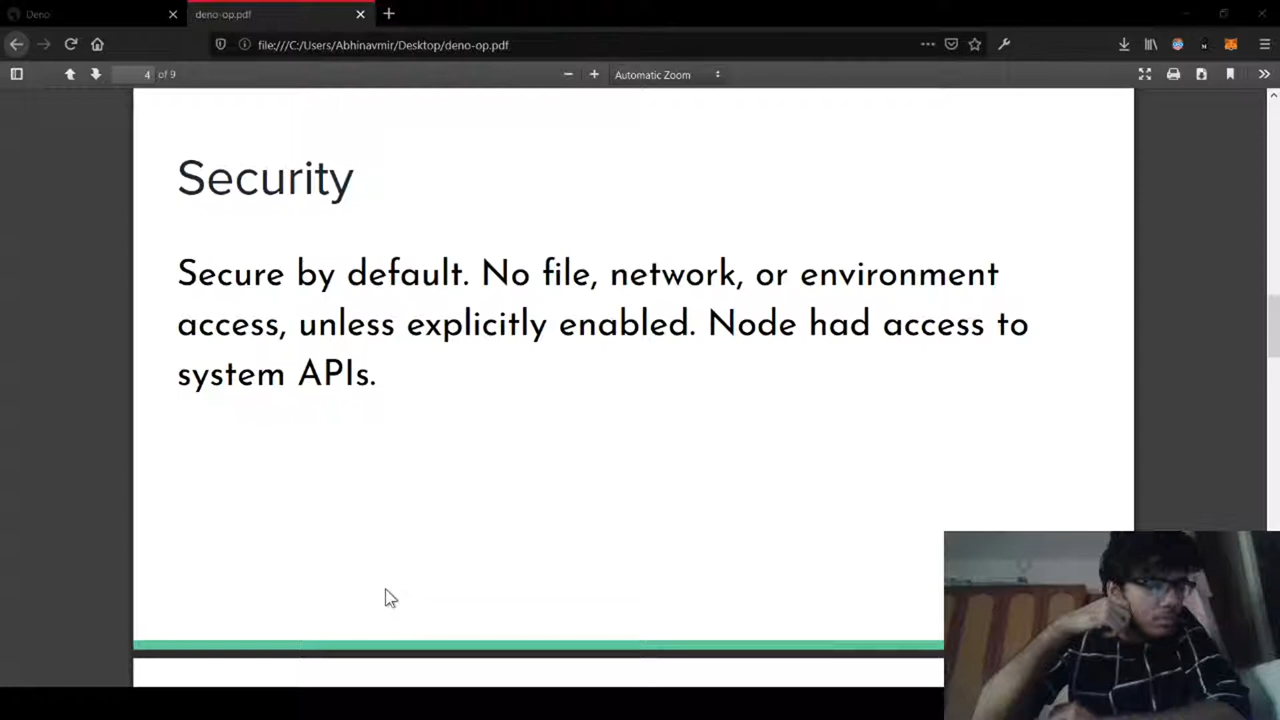 Deno
deno-op.pdf
file:///C:/Users/Abhinavmir/Desktop/deno-op.pdf
4 of 9
Automatic Zoom
Security
Secure by default. No file, network, or environment
access, unless explicitly enabled. Node had access to
system APIs.